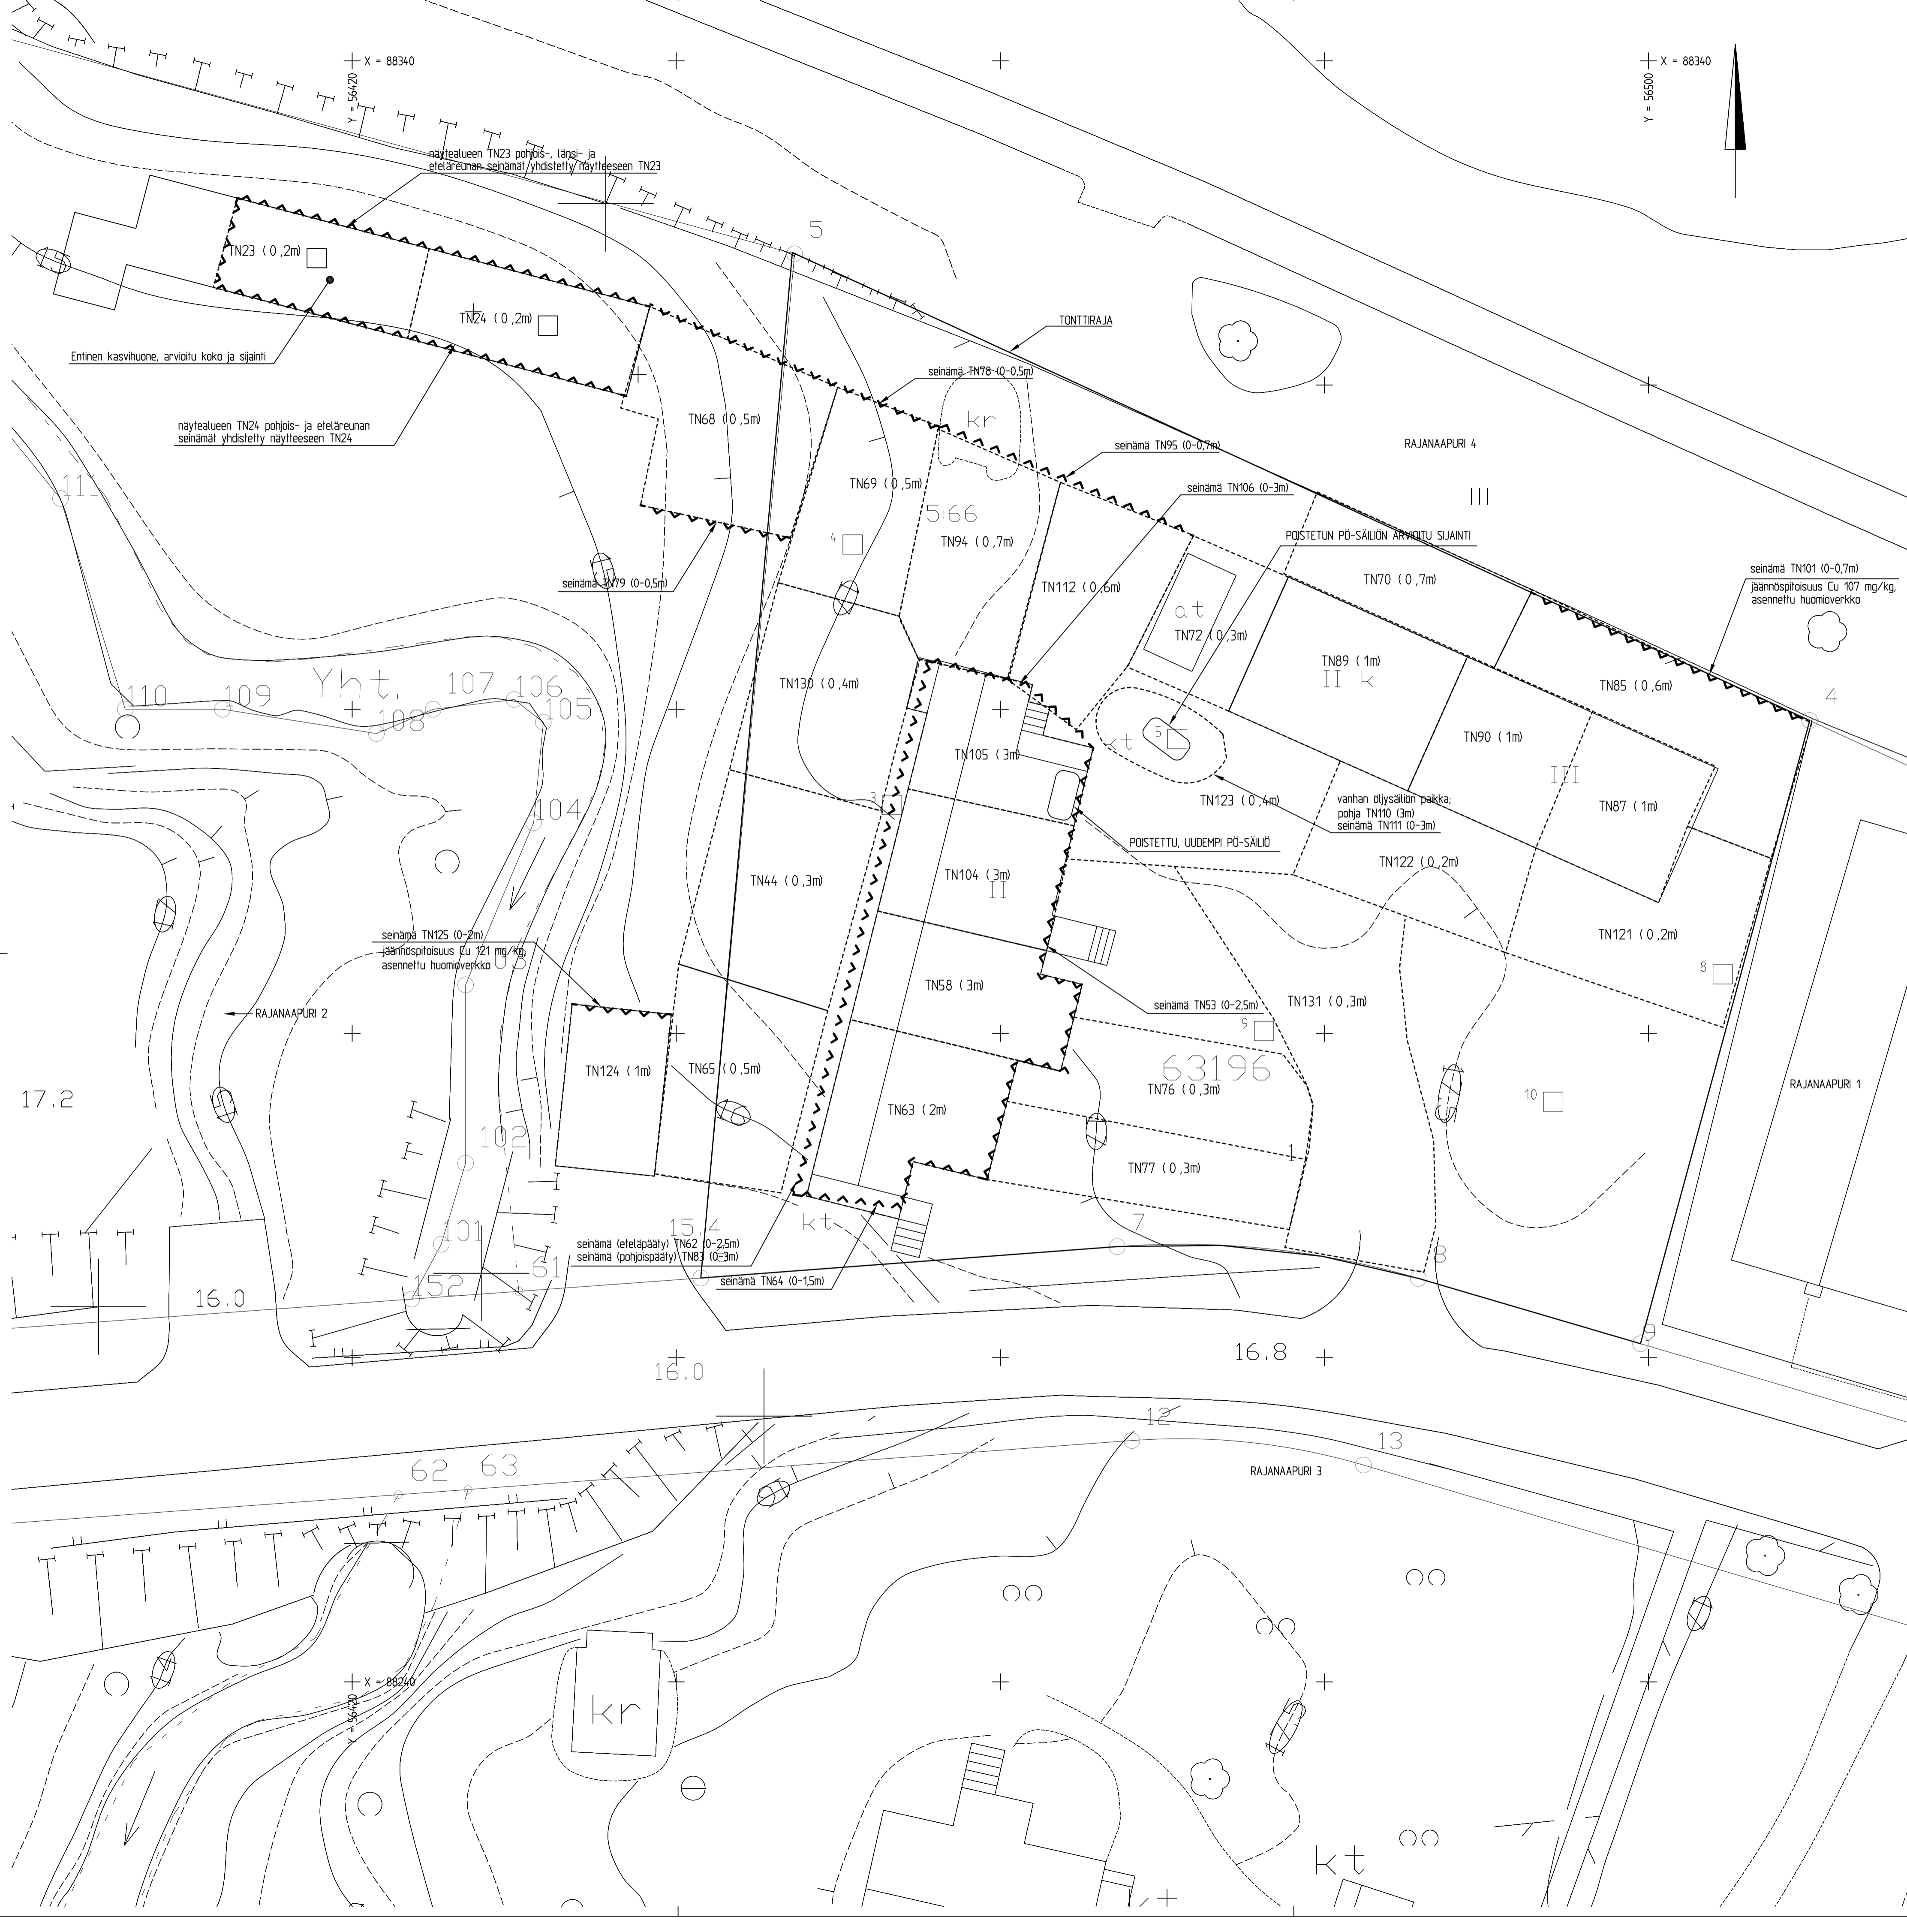 X = 88340
Y = 56420
X = 88340
Y = 56500
näytealueen TN23 pohjois-, länsi- ja
eteläreunan seinämät yhdistetty näytteeseen TN23
5
TN23 ( 0 ,2m)
TN24 ( 0 ,2m)
TONTTIRAJA
Entinen kasvihuone, arvioitu koko ja sijainti
seinämä TN78 (0-0,5m)
näytealueen TN24 pohjois- ja eteläreunan
seinämät yhdistetty näytteeseen TN24
TN68 ( 0 ,5m)
kr
seinämä TN95 (0-0,7m)
RAJANAAPURI 4
111
TN69 ( 0 ,5m)
seinämä TN106 (0-3m)
III
5:66
4
TN94 ( 0 ,7m)
POISTETUN PÖ-SÄILIÖN ARVIOITU SIJAINTI
seinämä TN79 (0-0,5m)
TN112 ( 0 ,6m)
TN70 ( 0 ,7m)
seinämä TN101 (0-0,7m)
jäännöspitoisuus Cu 107 mg/kg,
asennettu huomioverkko
at
TN72 ( 0 ,3m)
TN89 ( 1m)
II k
TN85 ( 0 ,6m)
4
Yht.
110
109
108
107
106
105
TN130 ( 0 ,4m)
TN105 ( 3m)
kt
5
TN90 ( 1m)
III
3
TN123 ( 0 ,4m)
vanhan öljysäiliön paikka;
pohja TN110 (3m)
seinämä TN111 (0-3m)
TN87 ( 1m)
104
POISTETTU, UUDEMPI PÖ-SÄILIÖ
TN122 ( 0 ,2m)
TN44 ( 0 ,3m)
TN104 ( 3m)
II
seinämä TN125 (0-2m)
jäännöspitoisuus Cu 121 mg/kg,
asennettu huomioverkko
103
TN121 ( 0 ,2m)
8
TN58 ( 3m)
seinämä TN53 (0-2,5m)
TN131 ( 0 ,3m)
RAJANAAPURI 2
9
TN124 ( 1m)
TN65 ( 0 ,5m)
63196
TN76 ( 0 ,3m)
RAJANAAPURI 1
17.2
10
TN63 ( 2m)
102
1
TN77 ( 0 ,3m)
101
15.4
kt
7
seinämä (eteläpääty) TN62 (0-2,5m)
seinämä (pohjoispääty) TN83 (0-3m)
seinämä TN64 (0-1,5m)
8
61
152
16.0
9
16.8
16.0
12
13
RAJANAAPURI 3
62
63
X = 88240
Y = 56420
kr
kt